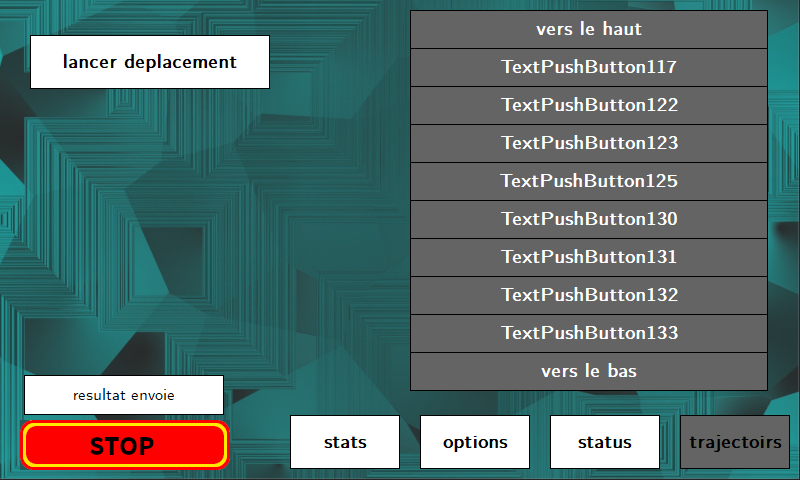 lancer deplacement
vers le haut
TextPushButton117
TextPushButton122
TextPushButton123
TextPushButton125
TextPushButton130
TextPushButton131
TextPushButton132
TextPushButton133
vers le bas
resultat envoie
STOP
stats
options
status
trajectoirs